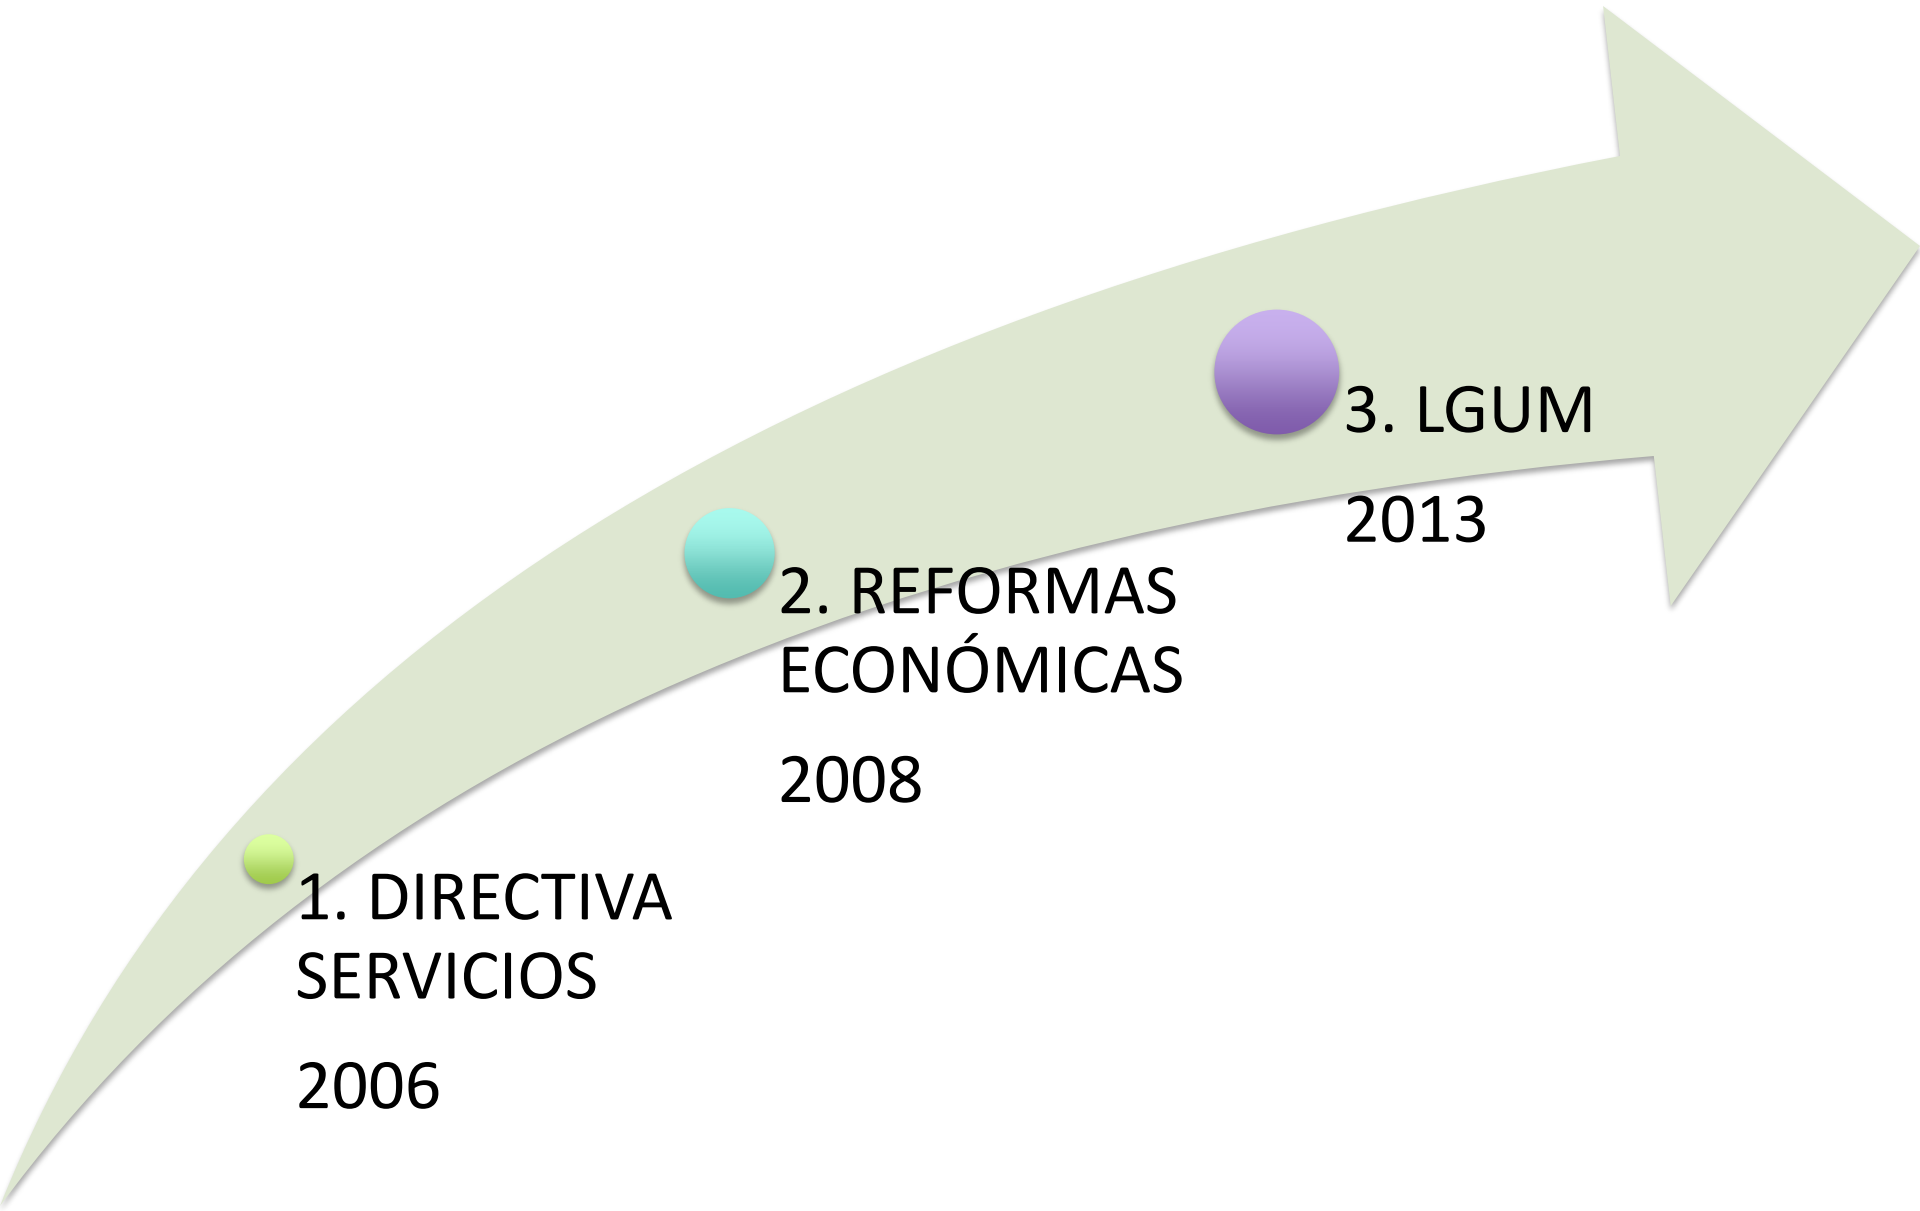 1. DIRECTIVA
SERVICIOS
2006
2. REFORMAS
ECONÓMICAS
2008
3. LGUM
2013